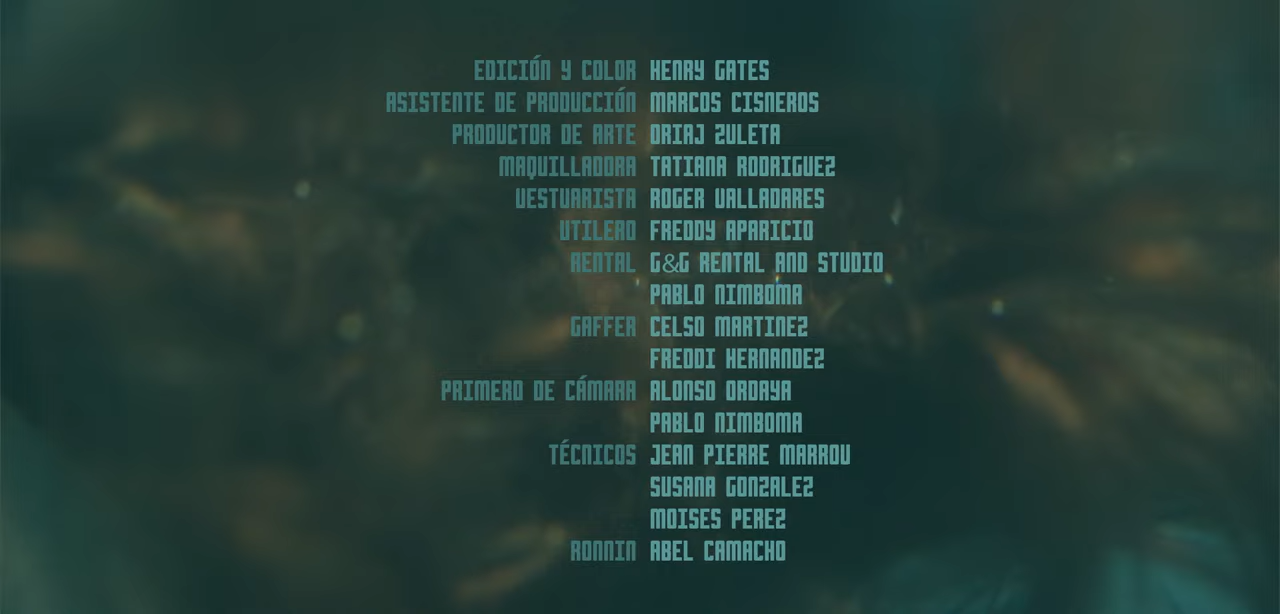 EDICIÓN Y COLOR HENRY GATES
ASISTENTE DE PRODUCCIÓN MARCOS CISNEROS
PRODUCTOR DE ARTE ORIAJ ZULETA
MAQUILLADORA TATIANA RODRIGUEZ
VESTUARISTA ROGER VALLADARES
UTILERO FREDDY APARICIO
RENTAL G&G RENTAL AND STUDIO
PABLO NIMBOMA
GAFFER CELSO MARTINEZ
FREDDI HERNANDEZ
PRIMERO DE CÁMARA ALONSO ORDAYA
PABLO NIMBOMA
TÉCNICOS JEAN PIERRE MARROU
SUSANA GONZALEZ
MOISES PEREZ
RONNIN ABEL CAMACHO